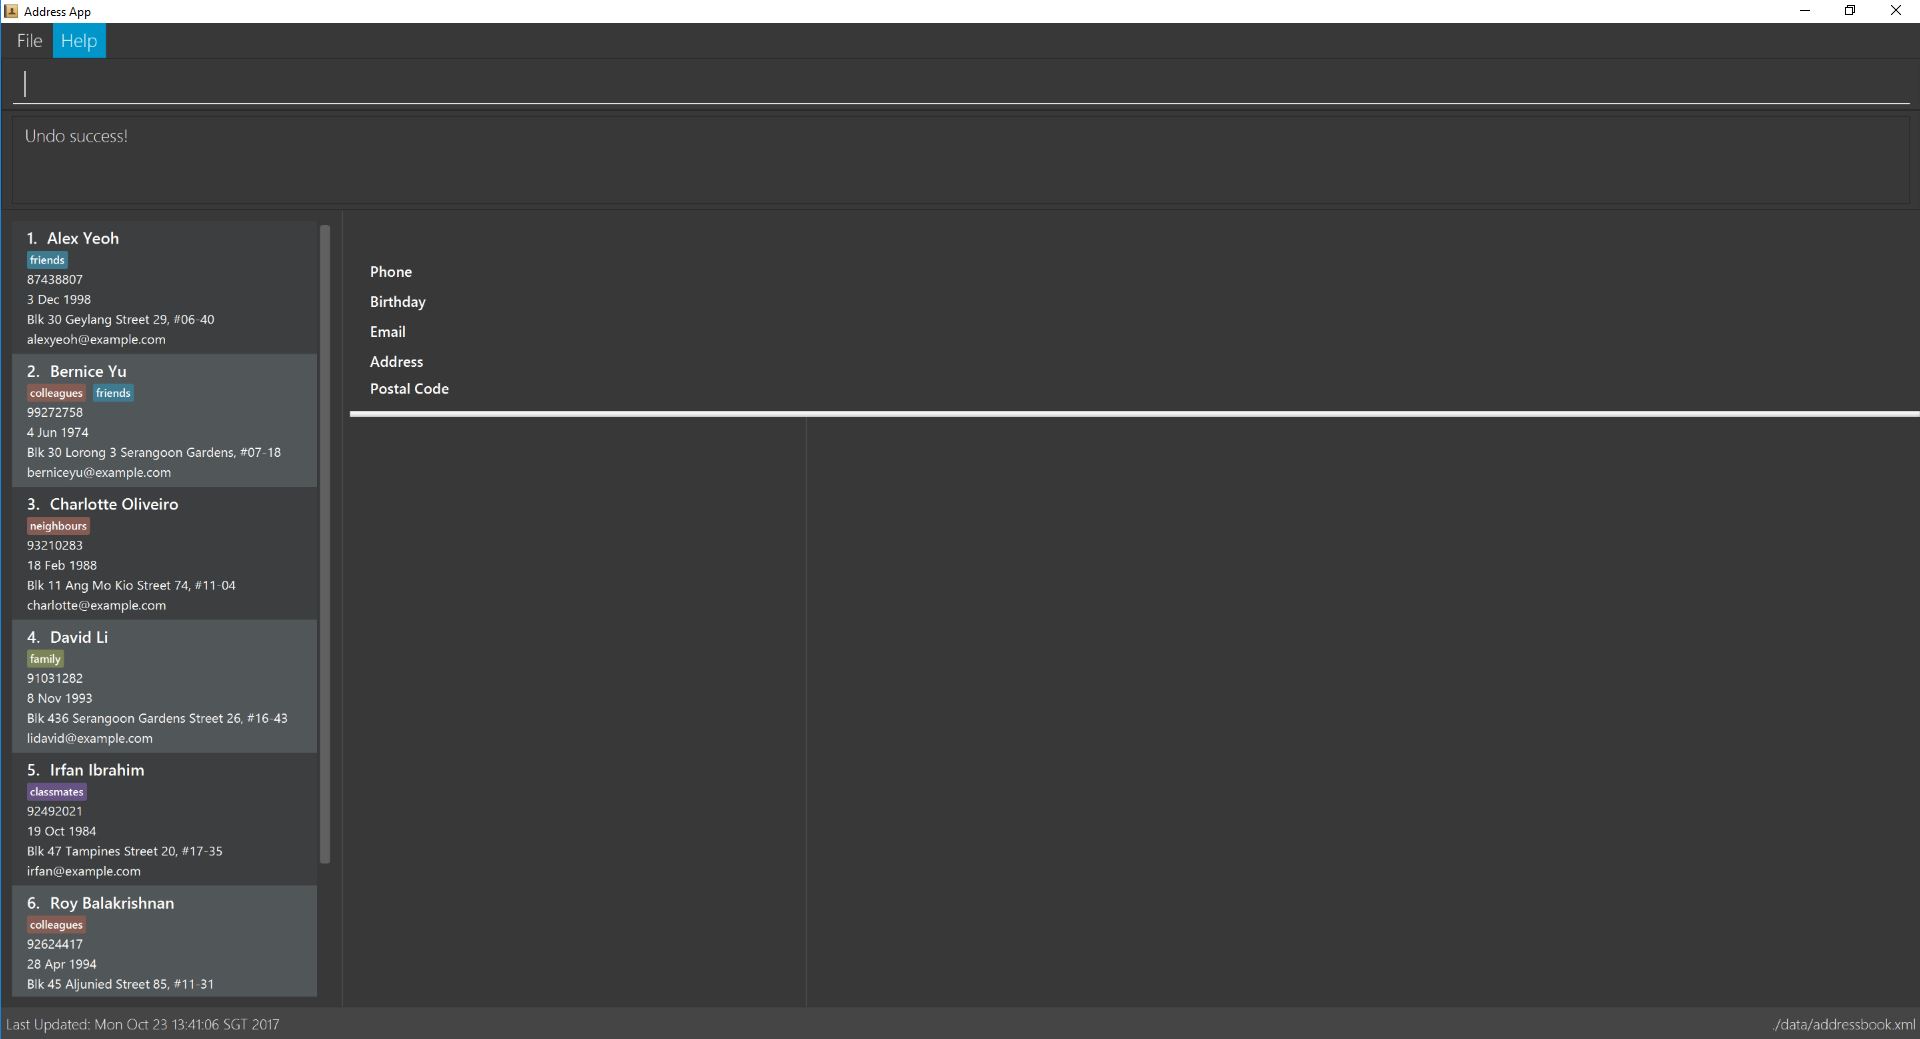 Address App
File Help
Undo success!
1. Alex Yeoh
friends
87438807
3 Dec 1998
Blk 30 Geylang Street 29, #06-40
alexyeoh@example.com
2. Bernice Yu
colleagues friends
99272758
4 Jun 1974
Blk 30 Lorong 3 Serangoon Gardens, #07-18
berniceyu@example.com
3. Charlotte Oliveiro
neighbours
93210283
18 Feb 1988
Blk 11 Ang Mo Kio Street 74, #11-04
charlotte@example.com
4. David Li
family
91031282
8 Nov 1993
Blk 436 Serangoon Gardens Street 26, #16-43
lidavid@example.com
5. Irfan Ibrahim
classmates
92492021
19 Oct 1984
Blk 47 Tampines Street 20, #17-35
irfan@example.com
6. Roy Balakrishnan
colleagues
92624417
28 Apr 1994
Blk 45 Aljunied Street 85, #11-31
Phone
Birthday
Email
Address
Postal Code
Last Updated: Mon Oct 23 13:41:06 SGT 2017
./data/addressbook.xml